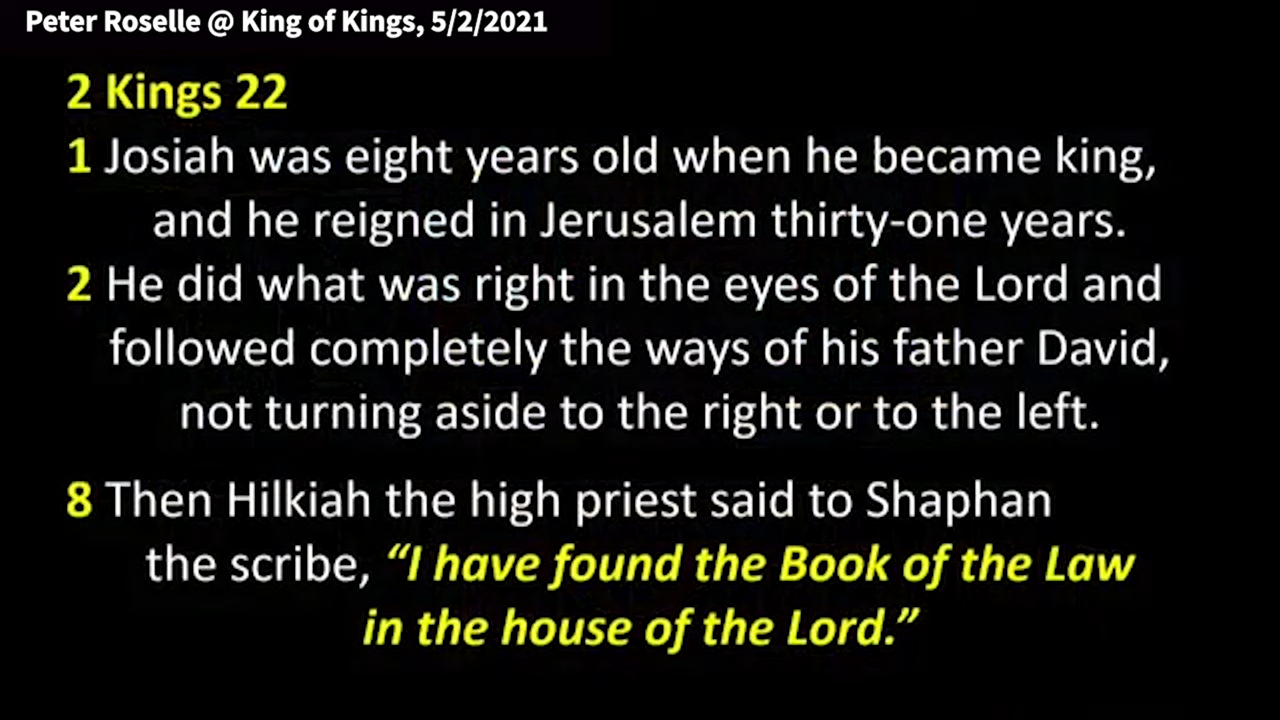 Peter Roselle @ King of Kings, 5/2/2021
2 Kings 22
1 Josiah was eight years old when he became king,
and he reigned in Jerusalem thirty-one years.
2 He did what was right in the eyes of the Lord and
followed completely the ways of his father David,
not turning aside to the right or to the left.
8 Then Hilkiah the high priest said to Shaphan
the scribe, “I have found the Book of the Law
in the house of the Lord.”